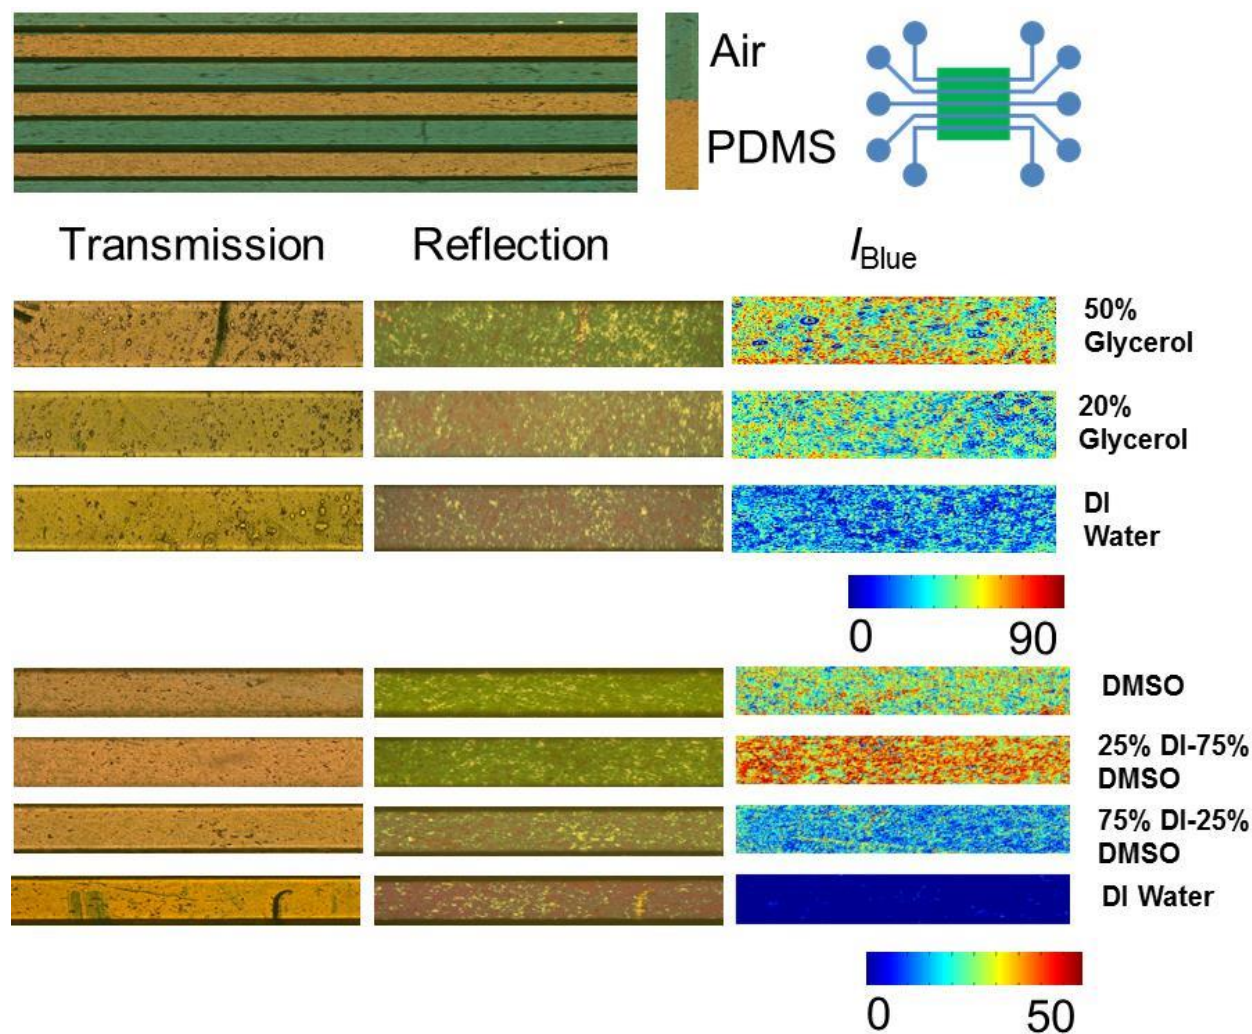 Air
PDMS
Transmission Reflection I Blue
50%
Glycerol
20%
Glycerol
DI
Water
0 90
DMSO
25% DI-75%
DMSO
75% DI-25%
DMSO
DI Water
0 50